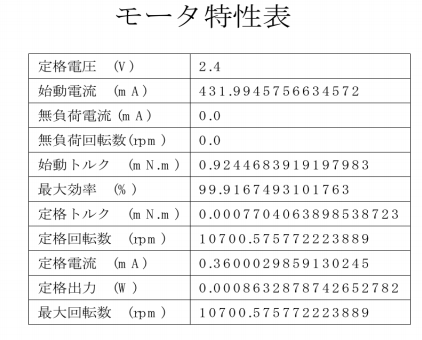 モータ特性表
定格電圧 (V) 2.4
始動電流 (mA) 431.9945756634572
無負荷電流(mA) 0.0
無負荷回転数(rpm) 0.0
始動トルク (mN.m) 0.9244683919197983
最大効率 (%) 99.9167493101763
定格トルク (mN.m) 0.0007704063898538723
定格回転数 (rpm) 10700.575772223889
定格電流 (mA) 0.3600029859130245
定格出力 (W) 0.0008632878742652782
最大回転数 (rpm) 10700.575772223889